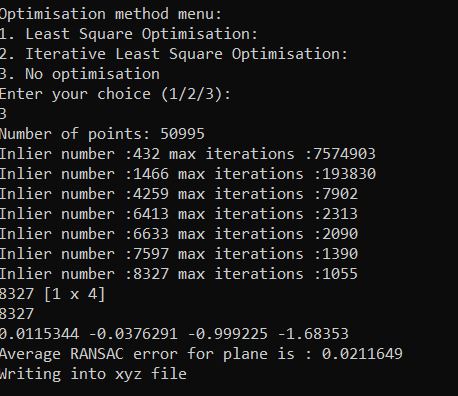 Optimisation method menu:
1. Least Square Optimisation:
2. Iterative Least Square Optimisation:
3. No optimisation
Enter your choice (1/2/3):
3
Number of points: 50995
Inlier number :432 max iterations :7574903
Inlier number :1466 max iterations :193830
Inlier number :4259 max iterations :7902
Inlier number :6413 max iterations :2313
Inlier number :6633 max iterations :2090
Inlier number :7597 max iterations :1390
Inlier number :8327 max iterations :1055
8327 [1 x 4]
8327
0.0115344 -0.0376291 -0.999225 -1.68353
Average RANSAC error for plane is : 0.0211649
Writing into xyz file